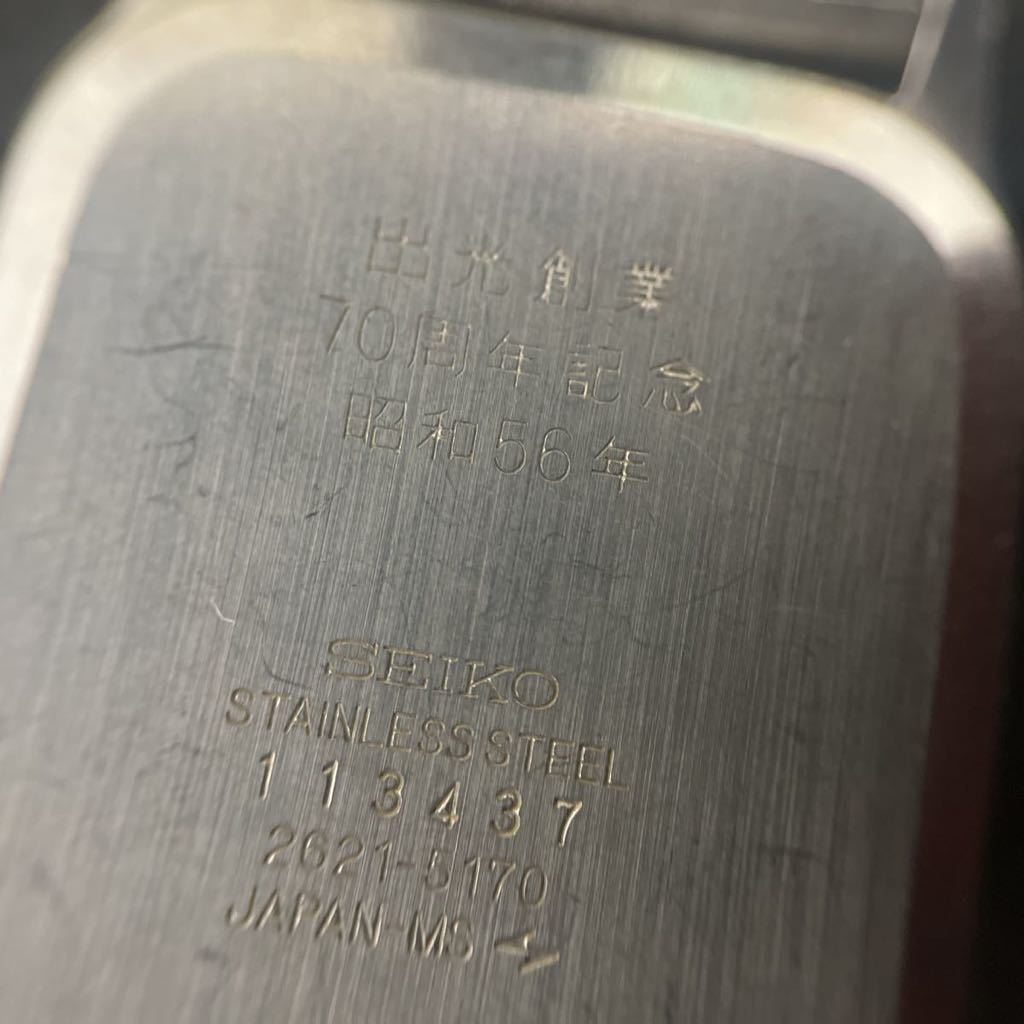 出光創業
70周年記念
昭和56年
SEIKO
STAINLESS STEEL
113437
2621-5170
JAPAN-MS